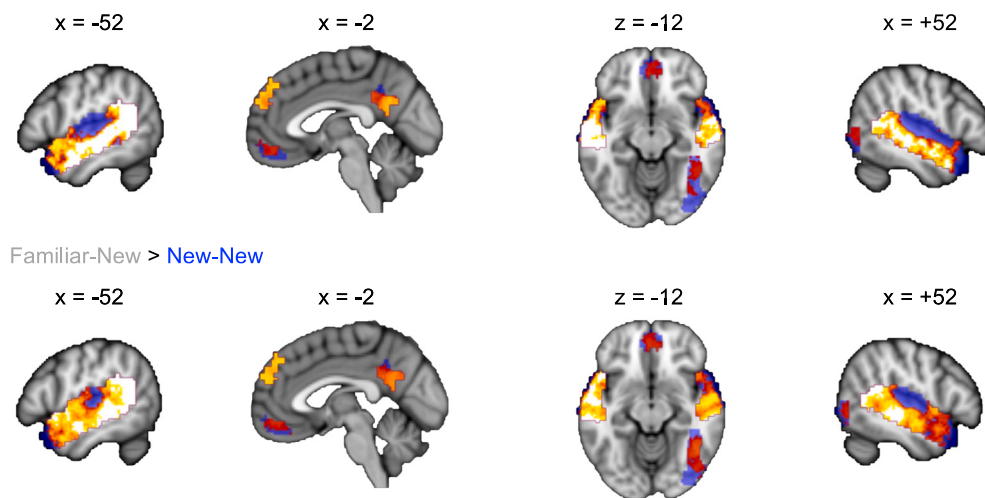 x = -52 x = -2 z = -12 x = +52
Familiar-New > New-New
x = -52 x = -2 z = -12 x = +52